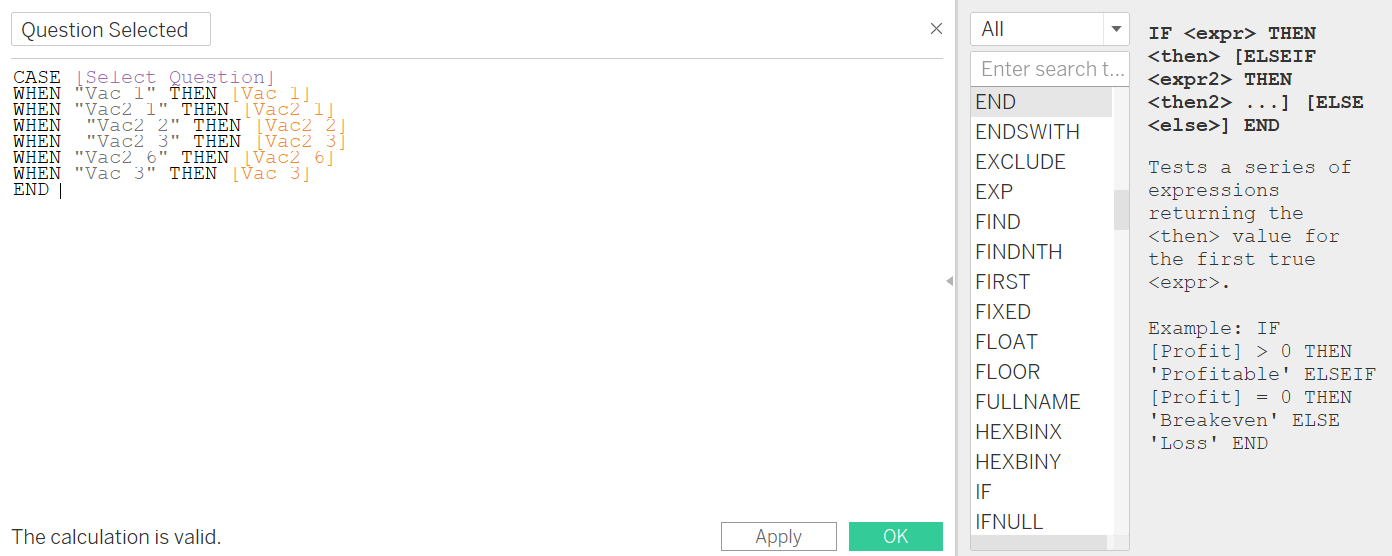 Question Selected
CASE [Select Question]
WHEN "Vac 1" THEN [Vac 1]
WHEN "Vac2 1" THEN [Vac2 1]
WHEN  "Vac2 2" THEN [Vac2 2]
WHEN  "Vac2 3" THEN [Vac2 3]
WHEN "Vac2 6" THEN [Vac2 6]
WHEN "Vac 3" THEN [Vac 3]
END
The calculation is valid.
Apply
OK
All
Enter search t...
END
ENDSWITH
EXCLUDE
EXP
FIND
FINDNTH
FIRST
FIXED
FLOAT
FLOOR
FULLNAME
HEXBINX
HEXBINY
IF
IFNULL
IF <expr> THEN
<then> [ELSEIF
<expr2> THEN
<then2> ...] [ELSE
<else>] END
Tests a series of
expressions
returning the
<then> value for
the first true
<expr>.
Example: IF
[Profit] > 0 THEN
'Profitable' ELSEIF
[Profit] = 0 THEN
'Breakeven' ELSE
'Loss' END